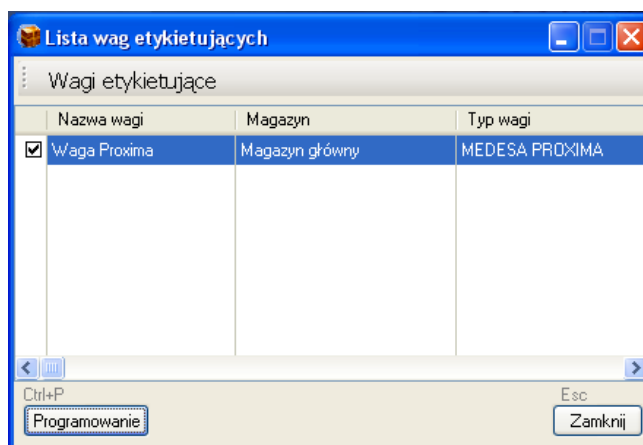 Lista wag etykietujących
Wagi etykietujące
Nazwa wagi Magazyn Typ wagi
Waga Proxima Magazyn główny MEDESA PROXIMA
Ctrl+P Esc
Programowanie Zamknij